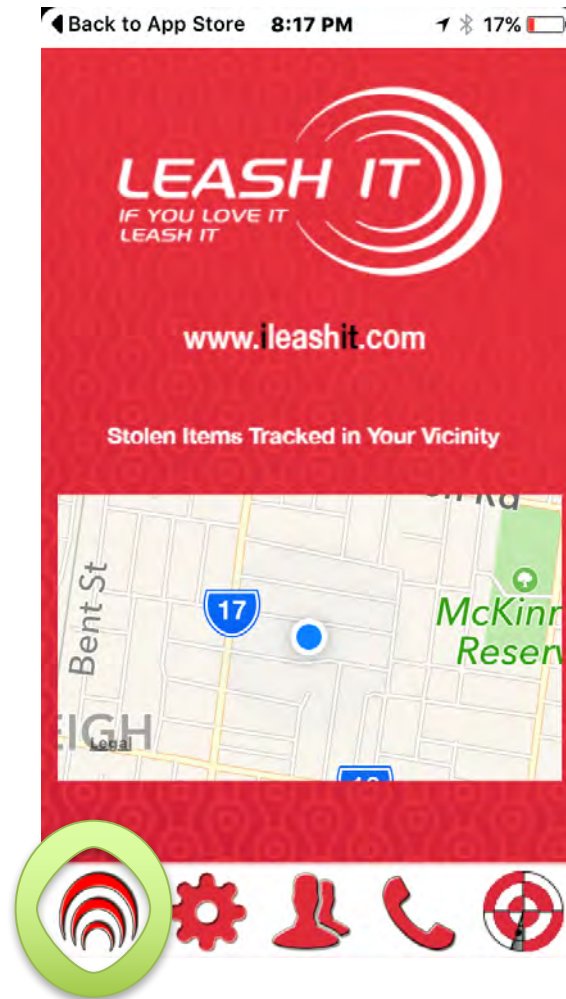 Back to App Store 8:17 PM 17%
LEASH IT
IF YOU LOVE IT
LEASH IT
www.ileashit.com
Stolen Items Tracked in Your Vicinity
Bent St
17
McKinn
Reserv
EIGH
Legal